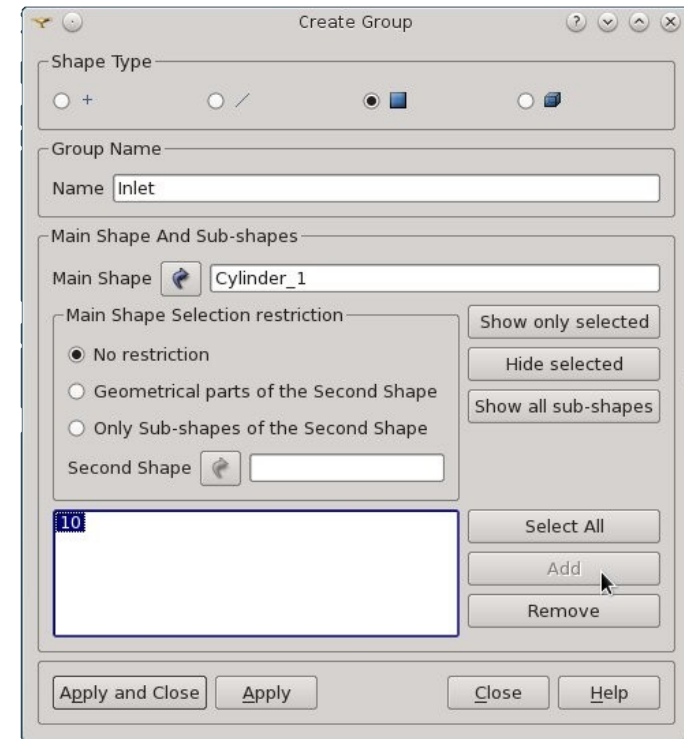 Create Group
Shape Type
Group Name
Name Inlet
Main Shape And Sub-shapes
Main Shape Cylinder_1
Main Shape Selection restriction
Show only selected
No restriction
Hide selected
Geometrical parts of the Second Shape
Show all sub-shapes
Only Sub-shapes of the Second Shape
Second Shape
10
Select All
Add
Remove
Apply and Close Apply Close Help